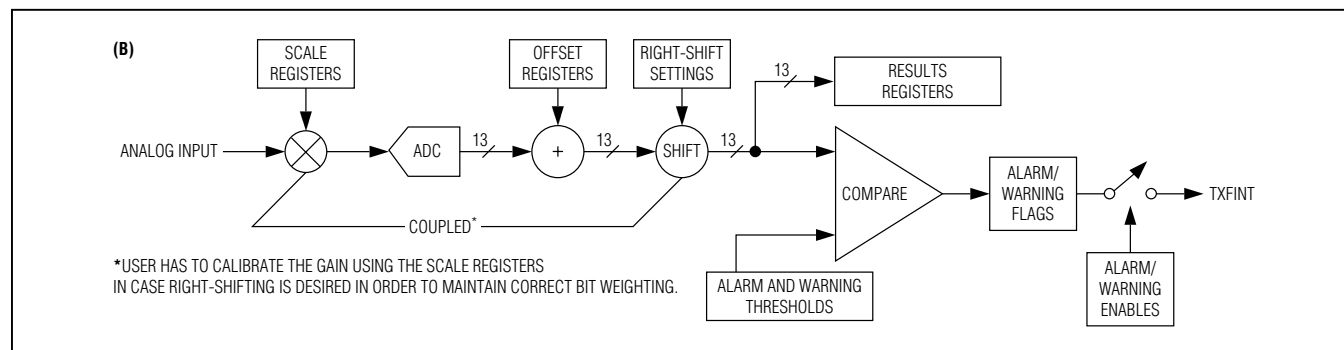 (B)
SCALE
REGISTERS
OFFSET
REGISTERS
RIGHT-SHIFT
SETTINGS
13
RESULTS
REGISTERS
ANALOG INPUT
ADC
13
+
13
SHIFT
13
COMPARE
ALARM/
WARNING
FLAGS
TXFINT
COUPLED*
*USER HAS TO CALIBRATE THE GAIN USING THE SCALE REGISTERS
IN CASE RIGHT-SHIFTING IS DESIRED IN ORDER TO MAINTAIN CORRECT BIT WEIGHTING.
ALARM AND WARNING
THRESHOLDS
ALARM/
WARNING
ENABLES